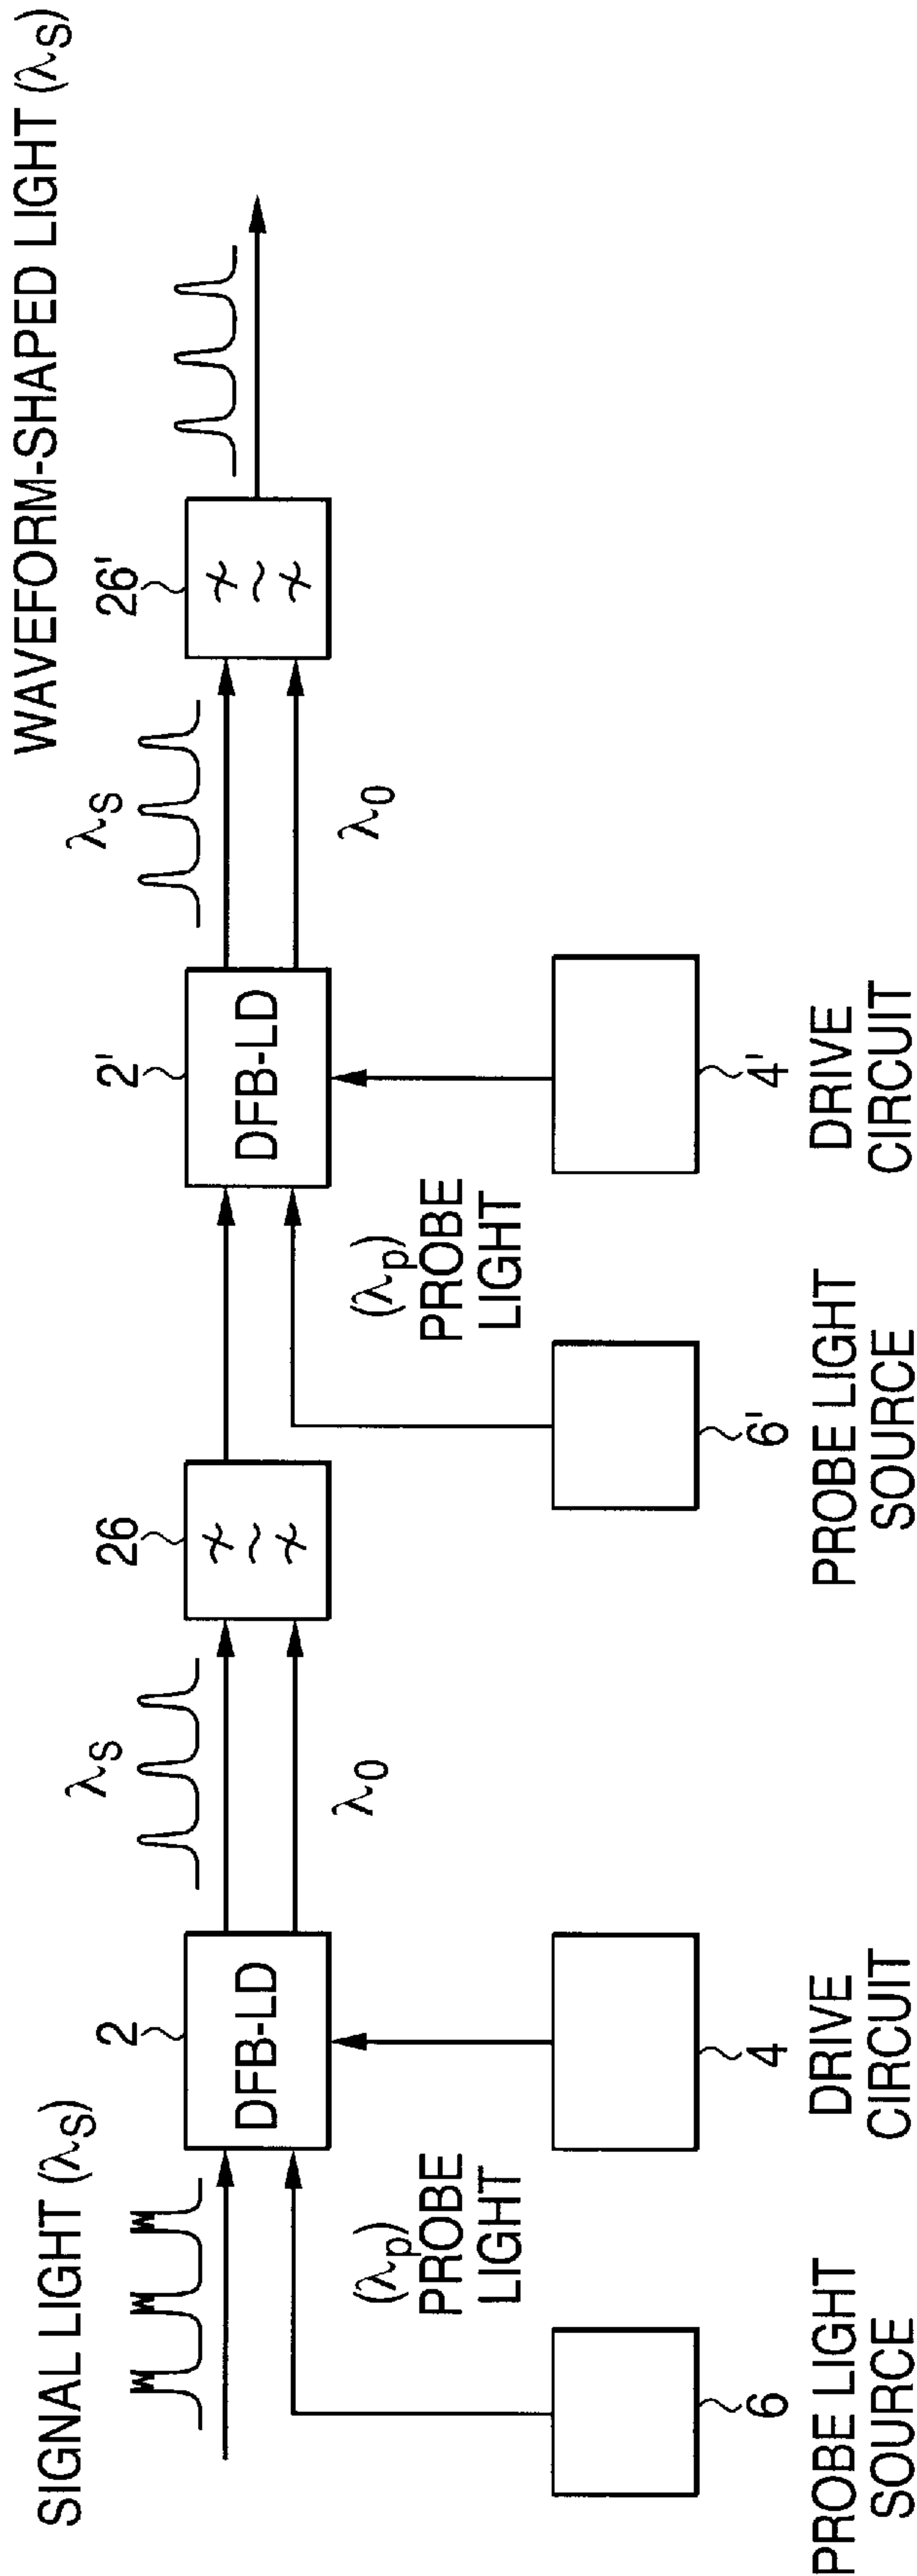 WAVEFORM-SHAPED LIGHT (λS)
SIGNAL LIGHT (λS)
2
DFB-LD
λS
λ0
26
2'
DFB-LD
λS
λ0
26'
(λp)
PROBE
LIGHT
(λp)
PROBE
LIGHT
6
PROBE LIGHT
SOURCE
4
DRIVE
CIRCUIT
6'
PROBE LIGHT
SOURCE
4'
DRIVE
CIRCUIT